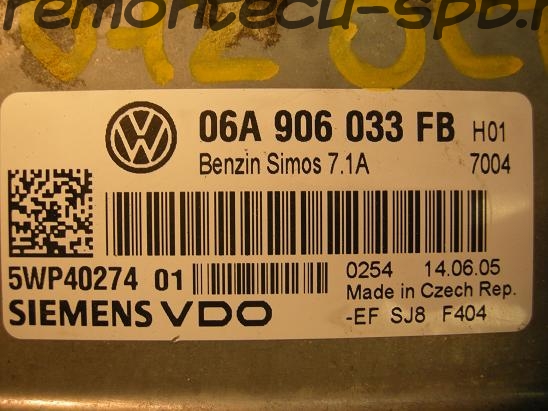 remontecu-spb.r
06A 906 033 FB H01
Benzin Simos 7.1A 7004
5WP40274 01
0254 14.06.05
Made in Czech Rep.
SIEMENS VDO
-EF SJ8 F404